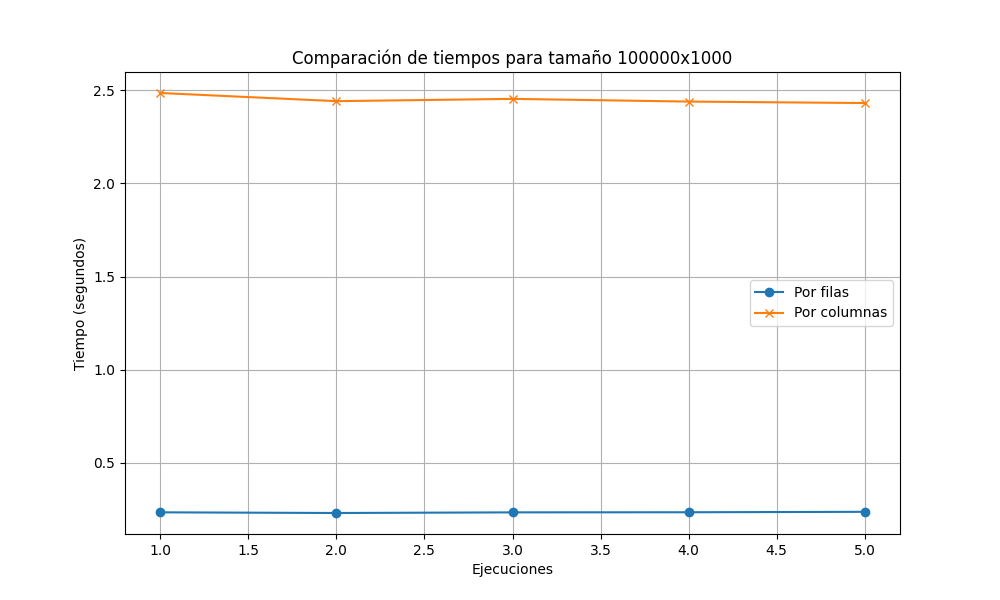 Comparación de tiempos para tamaño 100000x1000
Tiempo (segundos)
2.5
2.0
1.5
1.0
0.5
Por filas
Por columnas
1.0 1.5 2.0 2.5 3.0 3.5 4.0 4.5 5.0
Ejecuciones